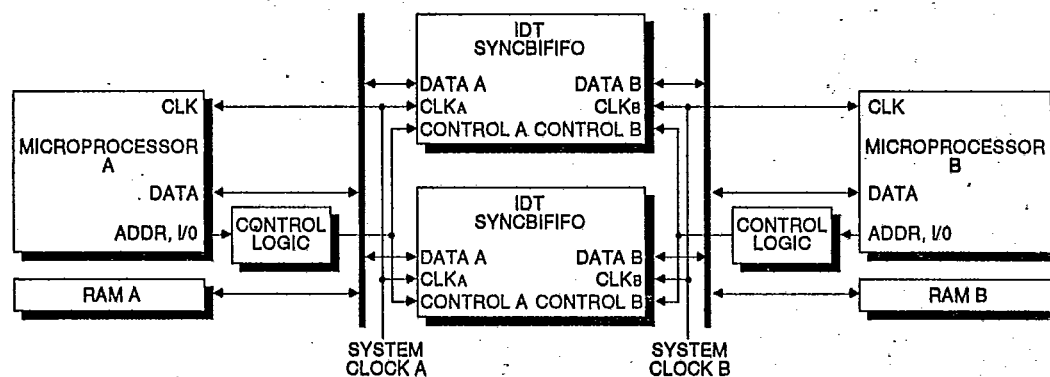 IDT
SYNCBIFIFO
DATA A DATA B
CLKA CLKB
CONTROL A CONTROL B
CLK
MICROPROCESSOR
A
DATA
ADDR, I/0
CONTROL
LOGIC
RAM A
IDT
SYNCBIFIFO
DATA A DATA B
CLKA CLKB
CONTROL A CONTROL B
CLK
MICROPROCESSOR
B
DATA
ADDR, I/0
CONTROL
LOGIC
RAM B
SYSTEM
CLOCK A
SYSTEM
CLOCK B